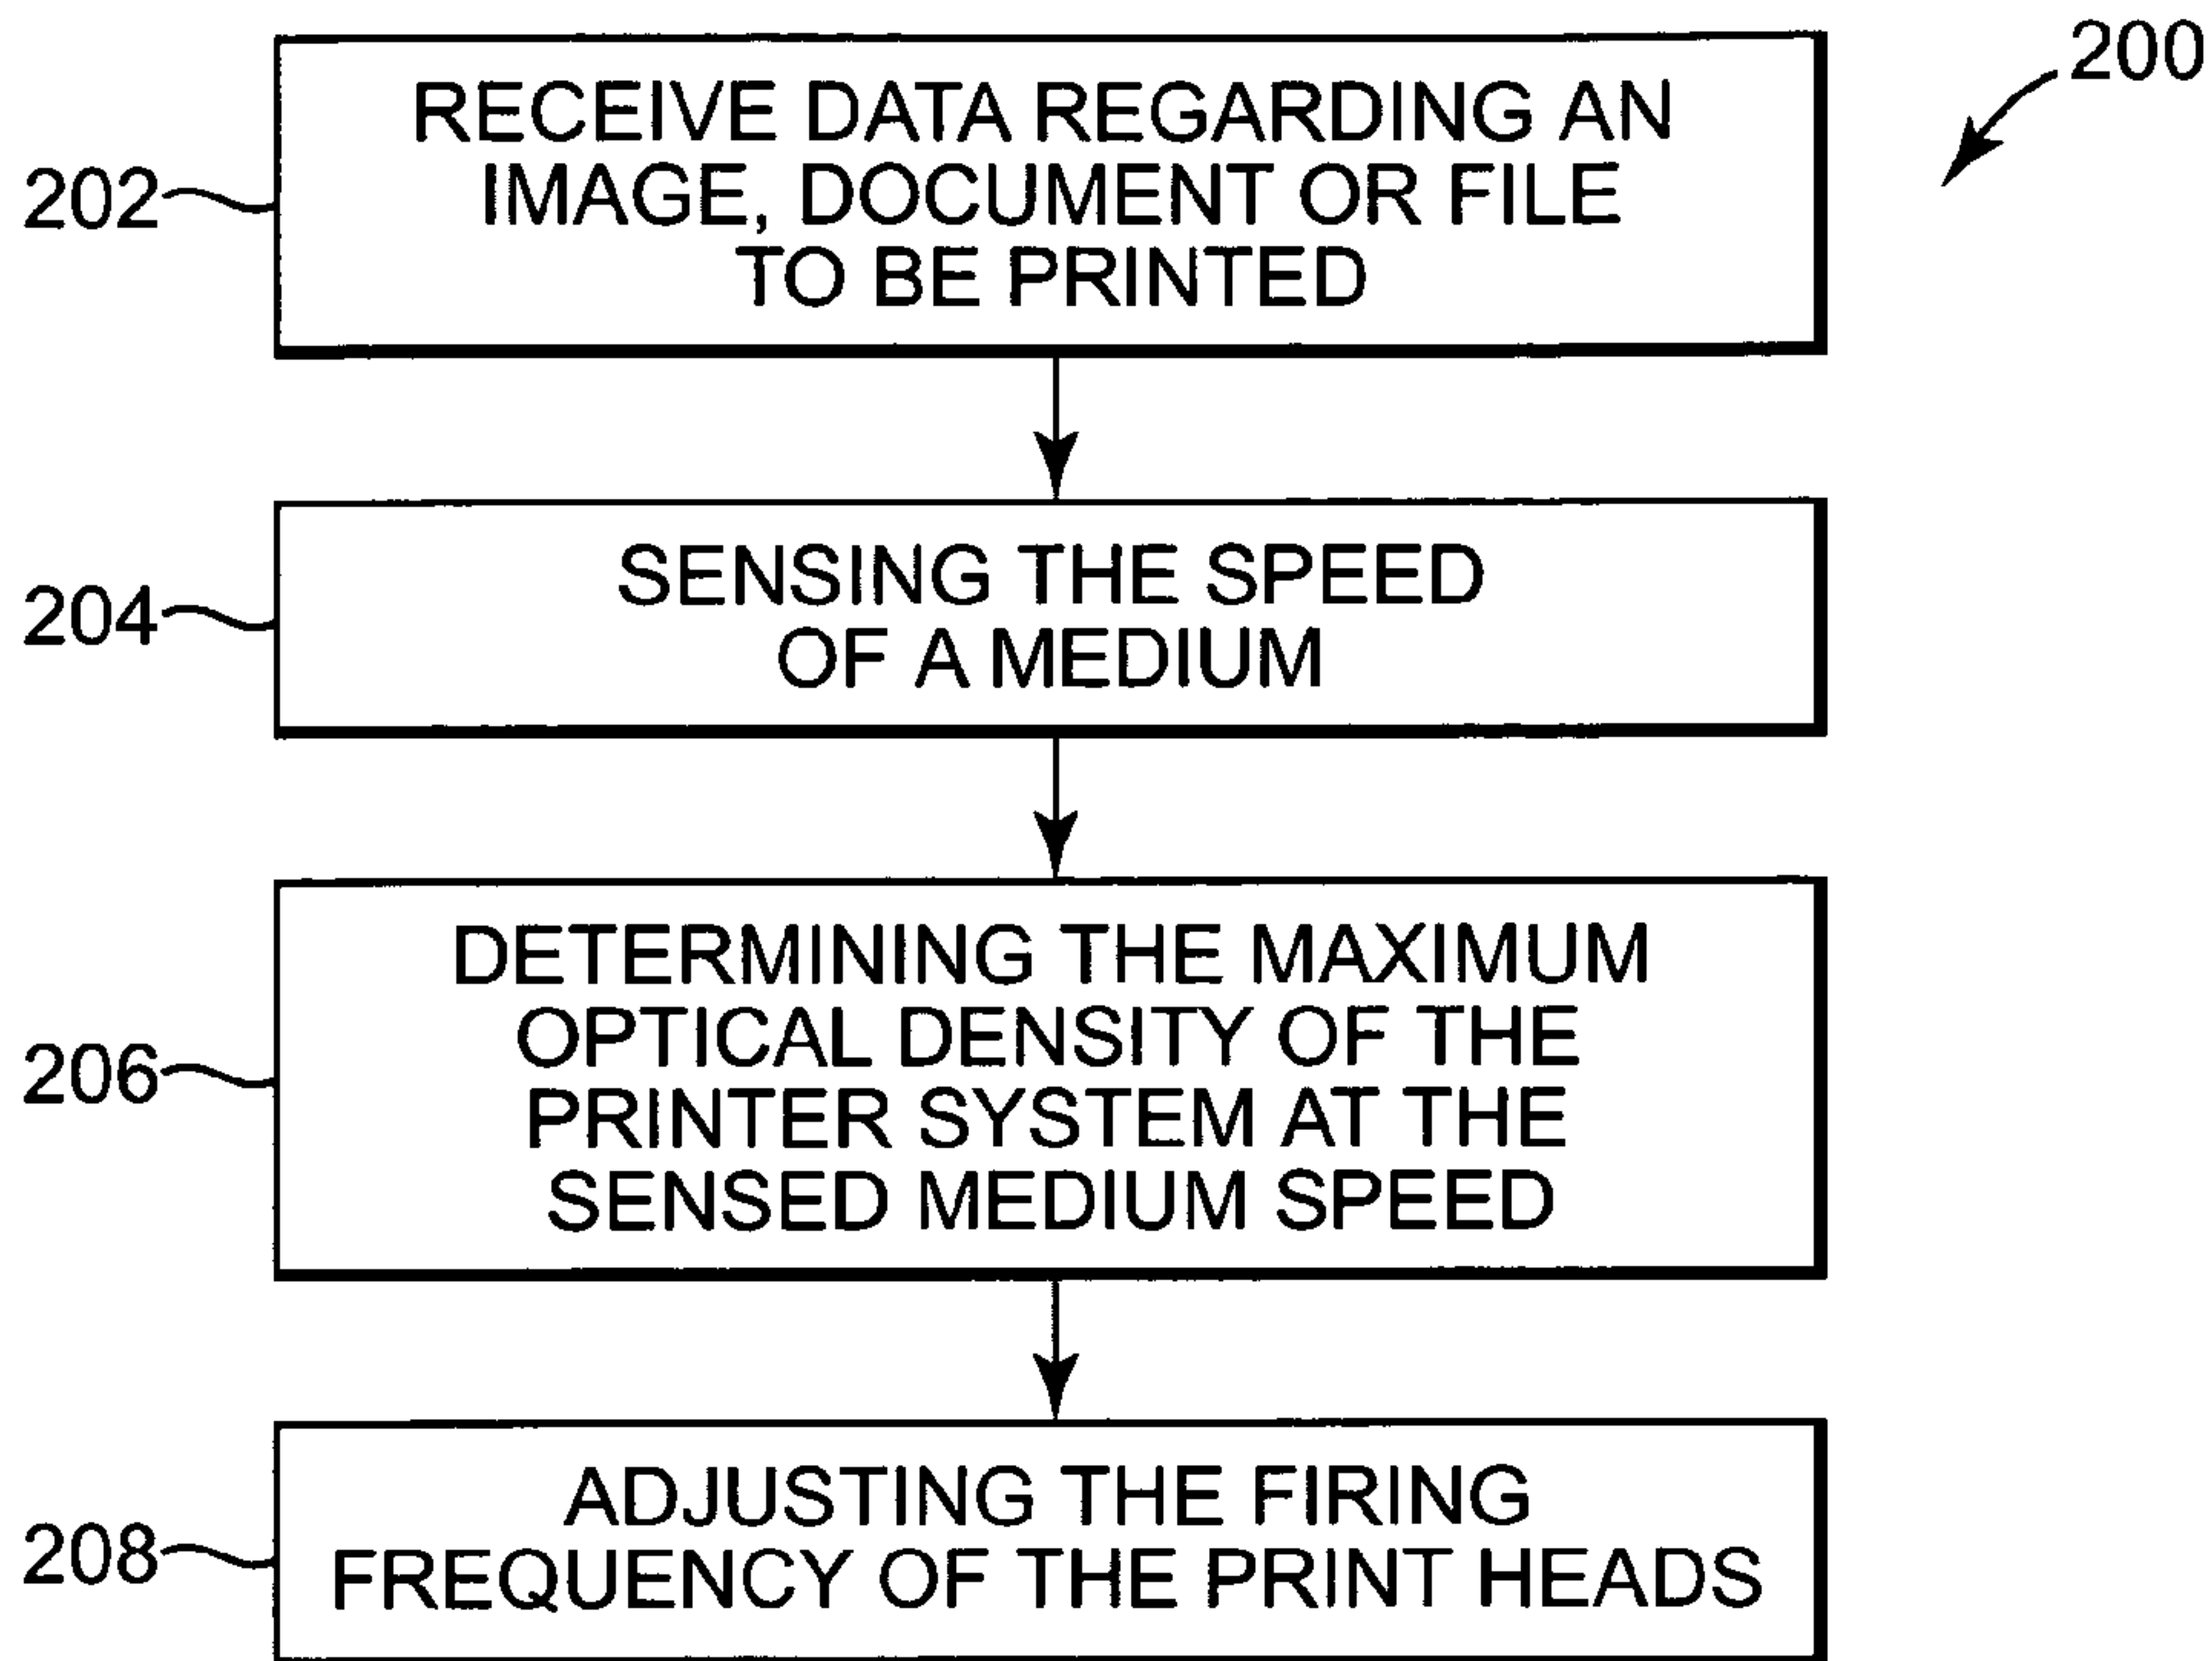 200
202
RECEIVE DATA REGARDING AN
IMAGE, DOCUMENT OR FILE
TO BE PRINTED
204
SENSING THE SPEED
OF A MEDIUM
206
DETERMINING THE MAXIMUM
OPTICAL DENSITY OF THE
PRINTER SYSTEM AT THE
SENSED MEDIUM SPEED
208
ADJUSTING THE FIRING
FREQUENCY OF THE PRINT HEADS